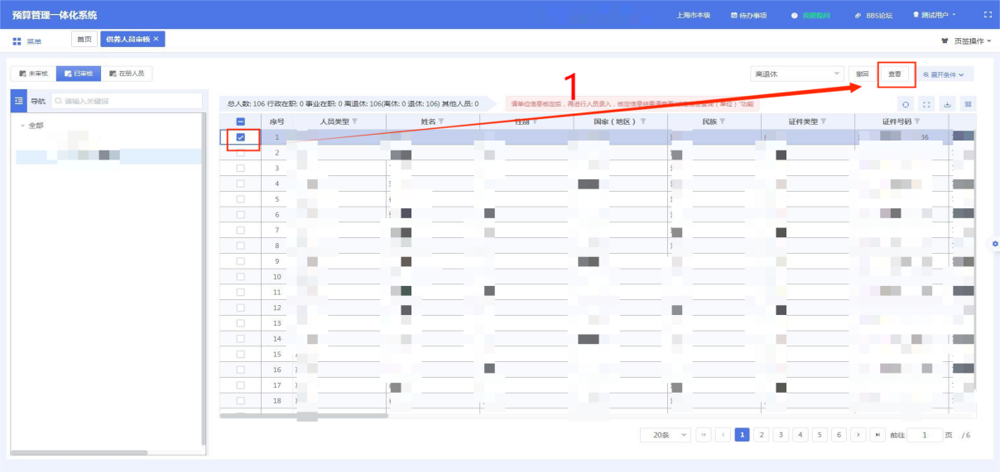 预算管理一体化系统
上海市本级 待办事项 我要提问 BBS论坛 测试用户
菜单 首页 供养人员审核 × 页签操作
未审核 已审核 在册人员 离退休 撤回 查看 展开条件
1
导航 请输入关键词
总人数: 106 行政在职: 0 事业在职: 0 离退休: 106(离休: 0 退休: 106) 其他人员: 0
请单位信息核定后，再进行人员录入，核定信息结果请
(单位)"功能
序号 人员类型 姓名 性别 国家（地区） 民族 证件类型 证件号码
全部
1 36
2
3
4
5
6
7
8
9
10
11
12
13
14
15
16
17
18
20条 1 2 3 4 5 6 前往 1 页 /6